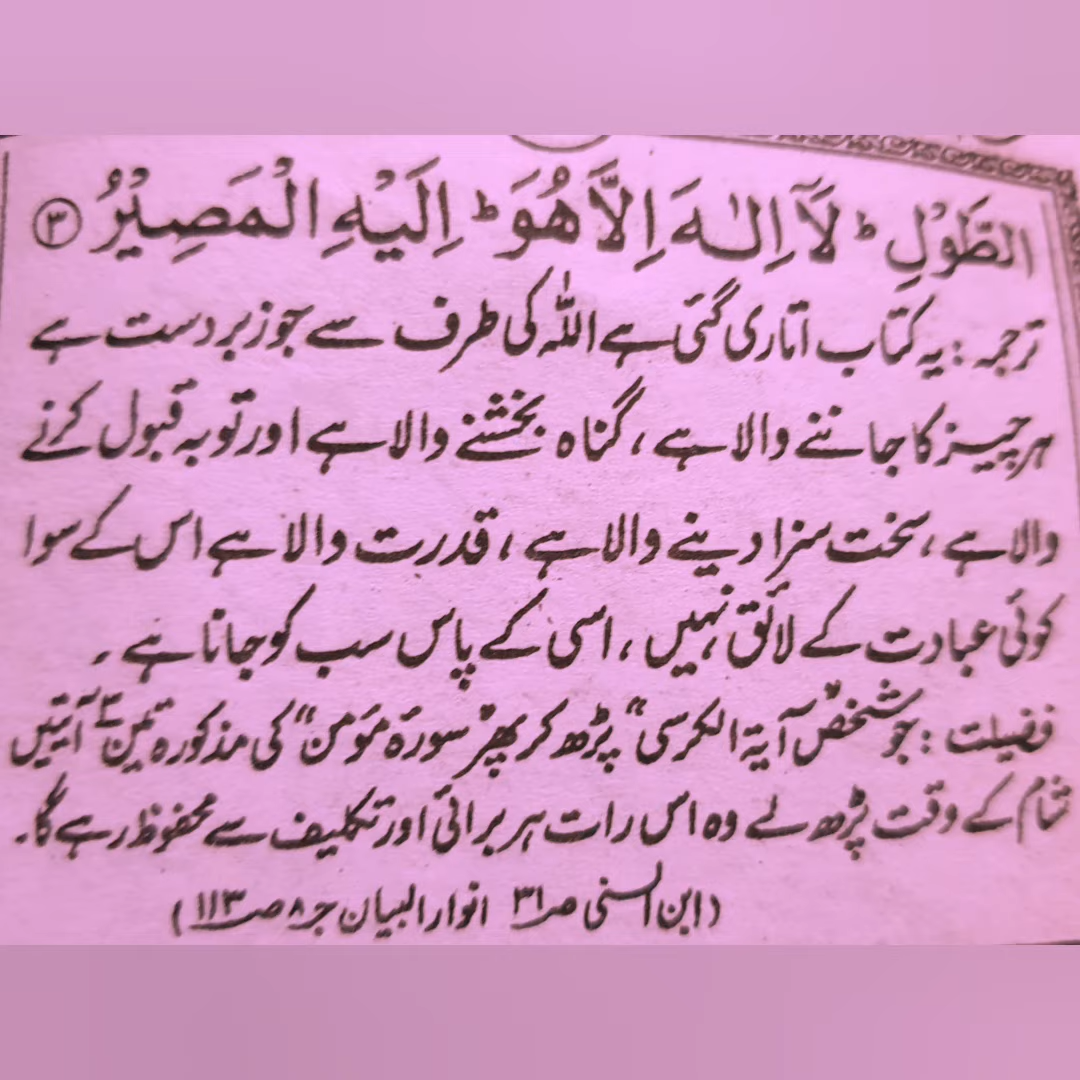 الطَّوْلِ ؕ لَاۤ اِلٰهَ اِلَّا هُوَ ؕ اِلَيْهِ الْمَصِيْرُ ۝۳
ترجمہ : یہ کتاب اتاری گئی ہے اللہ کی طرف سے جو زبردست ہے
ہر چیز کا جاننے والا ہے ، گناہ بخشنے والا ہے اور توبہ قبول کرنے
والا ہے ، سخت سزا دینے والا ہے ، قدرت والا ہے اس کے سوا
کوئی عبادت کے لائق نہیں ، اسی کے پاس سب کو جانا ہے ۔
فضیلت : جو شخص آیۃ الکرسی" پڑھ کر پھر سورۂ مؤمن" کی مذکورہ تین آیتیں
شام کے وقت پڑھ لے وہ اس رات ہر برائی اور تکلیف سے محفوظ رہے گا۔
(ابن السنی صـ۳۱ انوار البیان جـ۸ صـ۱۱۳)